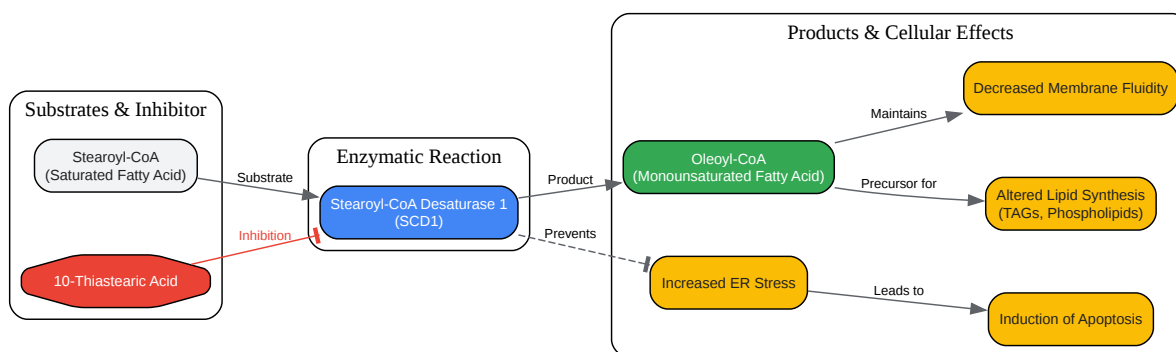 Products & Cellular Effects
Decreased Membrane Fluidity
Substrates & Inhibitor
Maintains
Stearoyl-CoA
(Saturated Fatty Acid)
Enzymatic Reaction
Oleoyl-CoA
(Monounsaturated Fatty Acid)
Substrate
Product
Precursor for
Stearoyl-CoA Desaturase 1
(SCD1)
Altered Lipid Synthesis
(TAGs, Phospholipids)
Inhibition
Prevents
10-Thiastearic Acid
Increased ER Stress
Leads to
Induction of Apoptosis